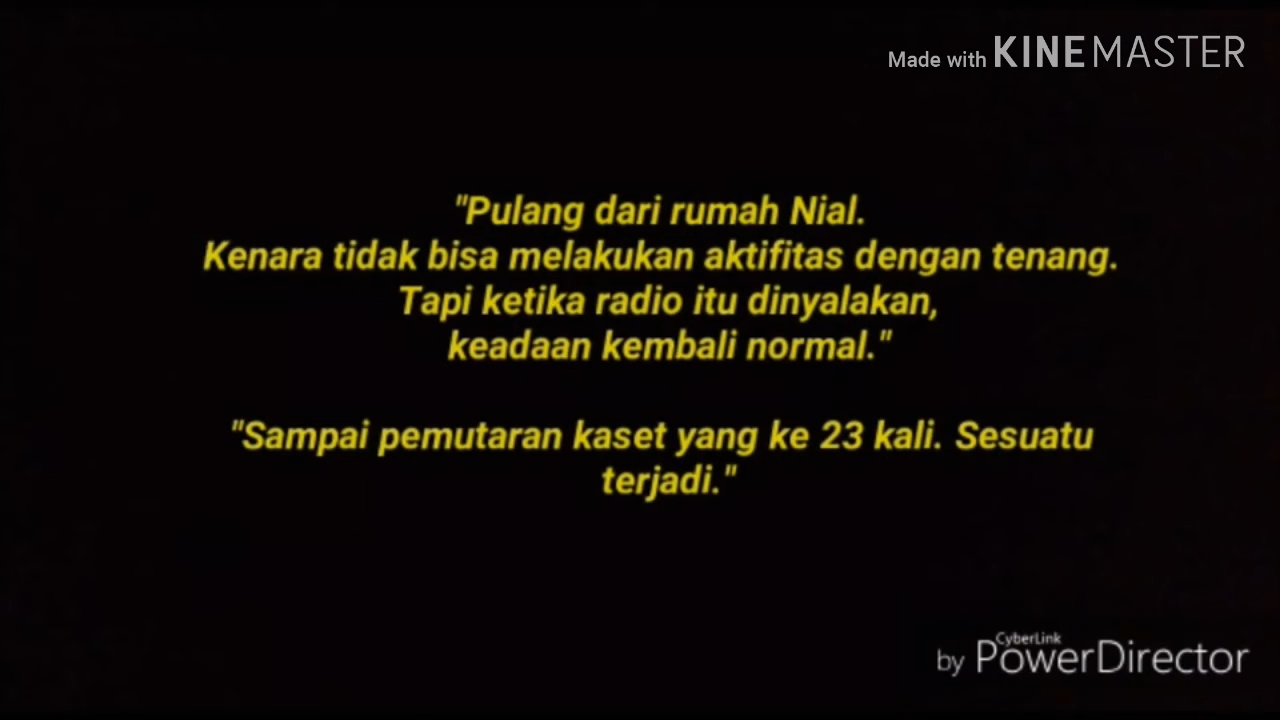 Made with KINEMASTER
"Pulang dari rumah Nial.
Kenara tidak bisa melakukan aktifitas dengan tenang.
Tapi ketika radio itu dinyalakan,
keadaan kembali normal."
"Sampai pemutaran kaset yang ke 23 kali. Sesuatu
terjadi."
CyberLink
by PowerDirector